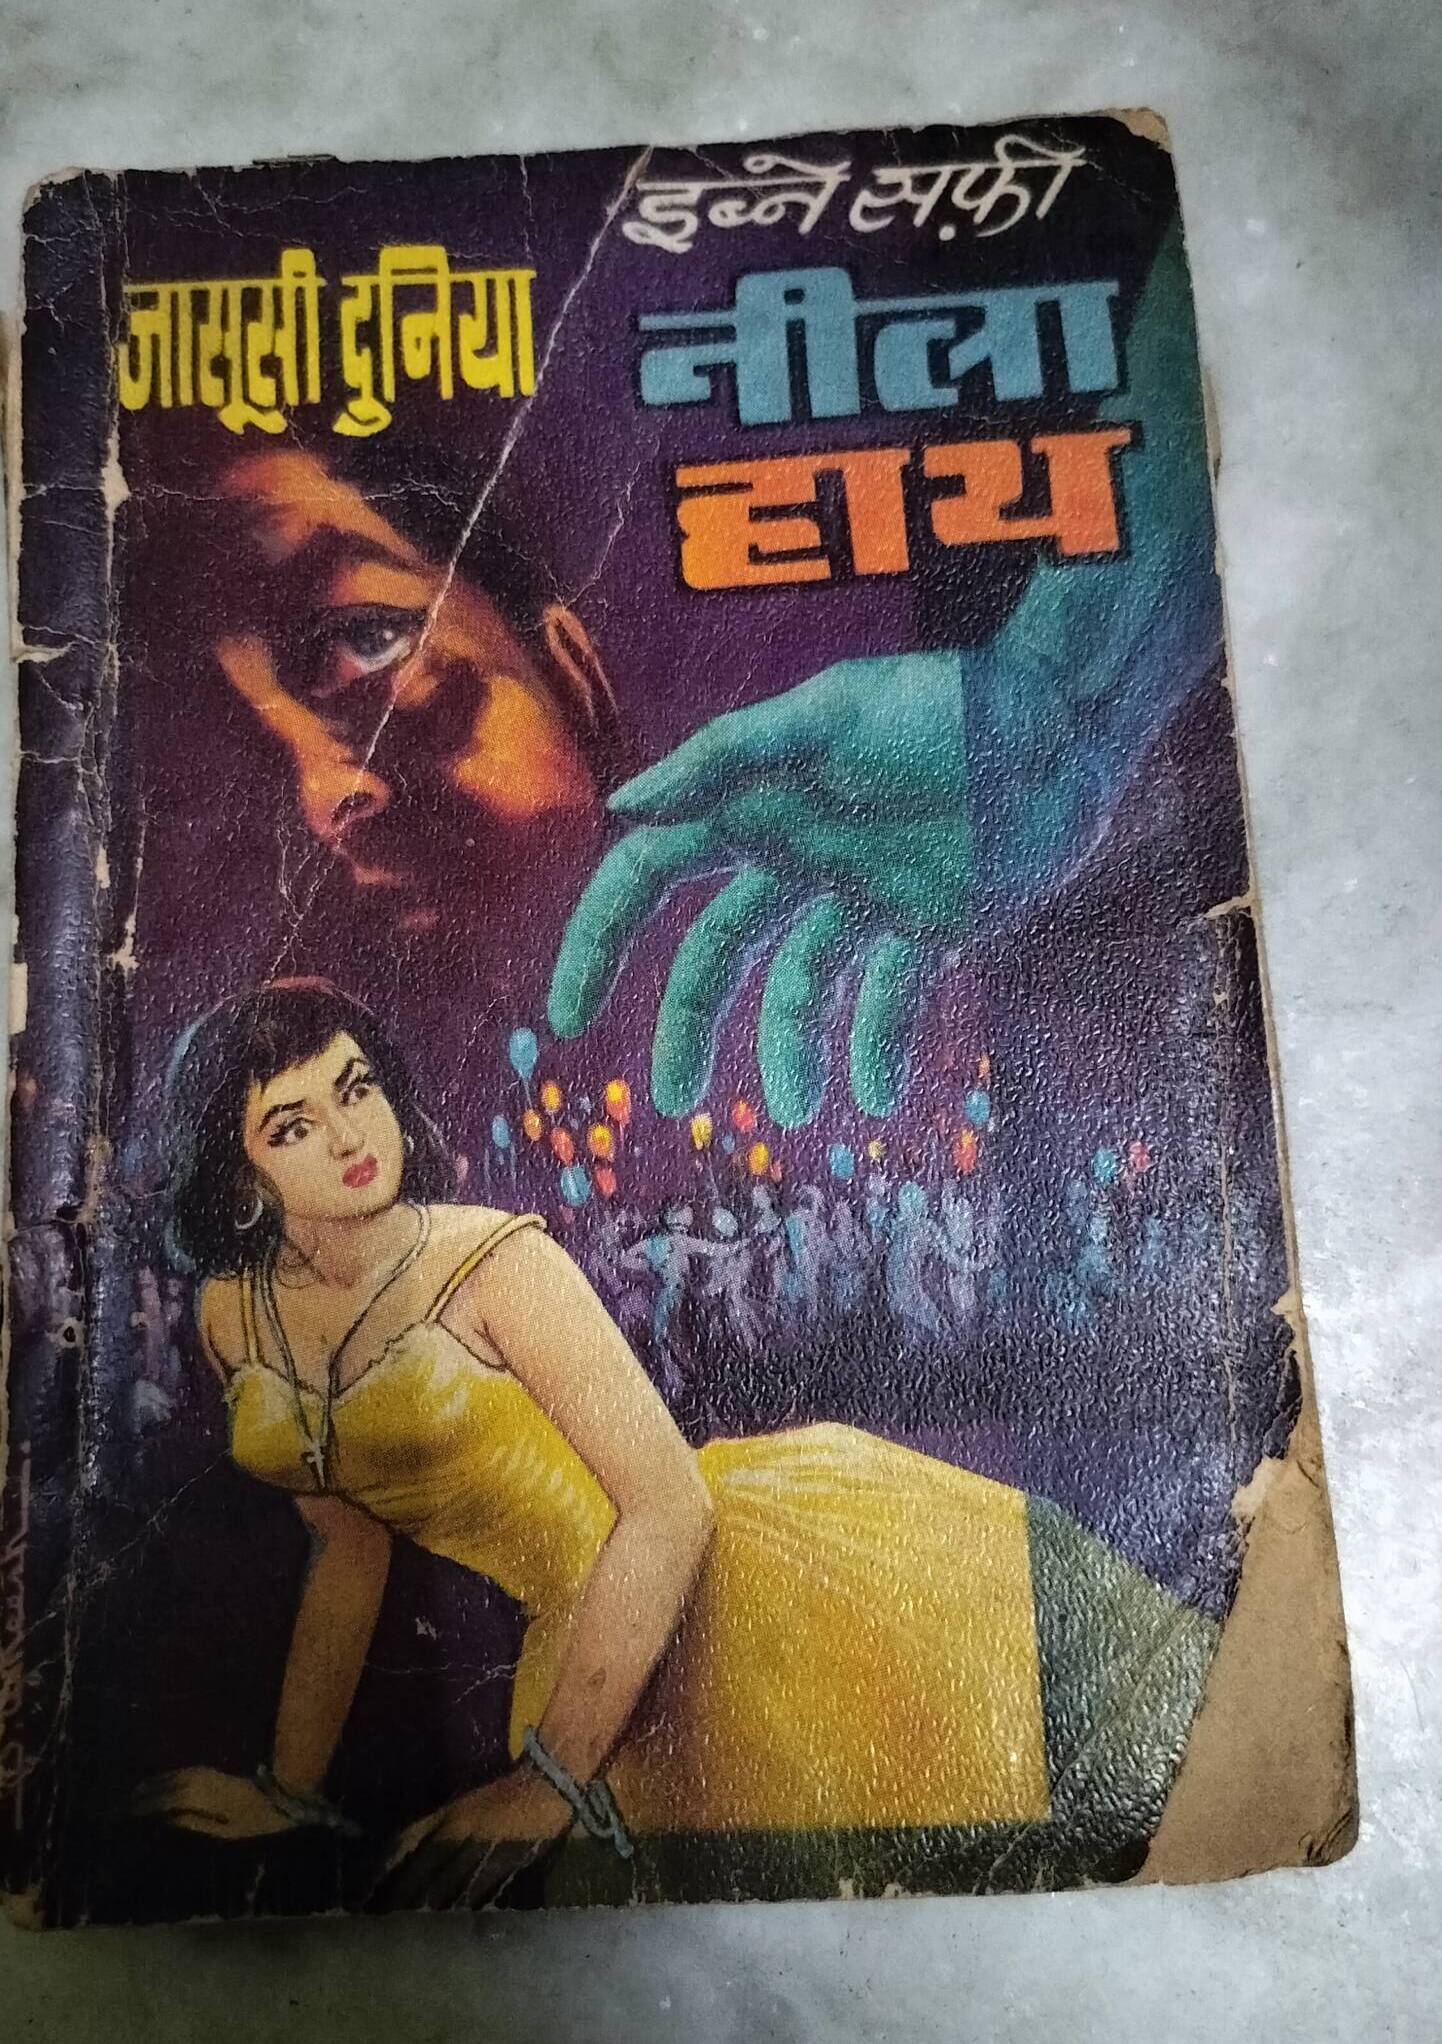 इब्ने सफ़ी
जासूसी दुनिया
नीला
हाथ